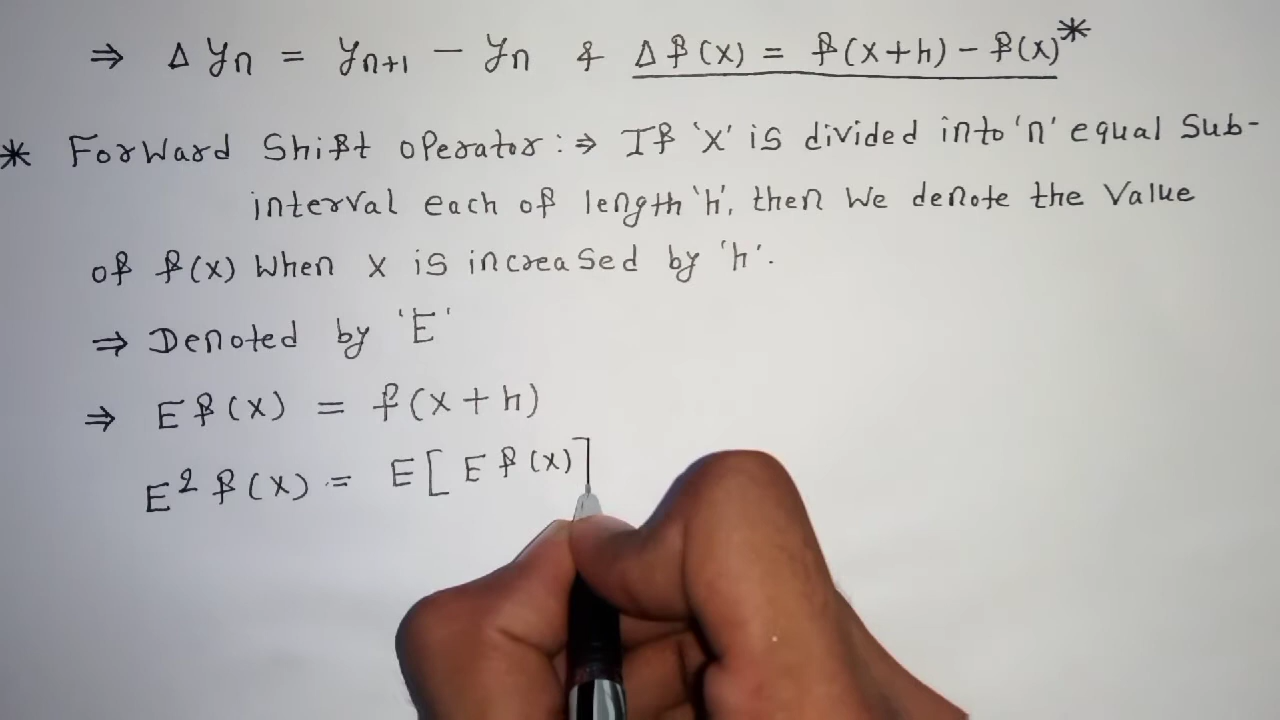 ⇒ Δ yₙ = yₙ₊₁ − yₙ & Δ f(x) = f(x+h) − f(x)*
* Forward Shift operator :⇒ If 'x' is divided into 'n' equal Sub-
interval each of length 'h', then We denote the Value
of f(x) When x is increased by 'h'.
⇒ Denoted by 'E'
⇒ E f(x) = f(x+h)
E² f(x) = E[E f(x)]